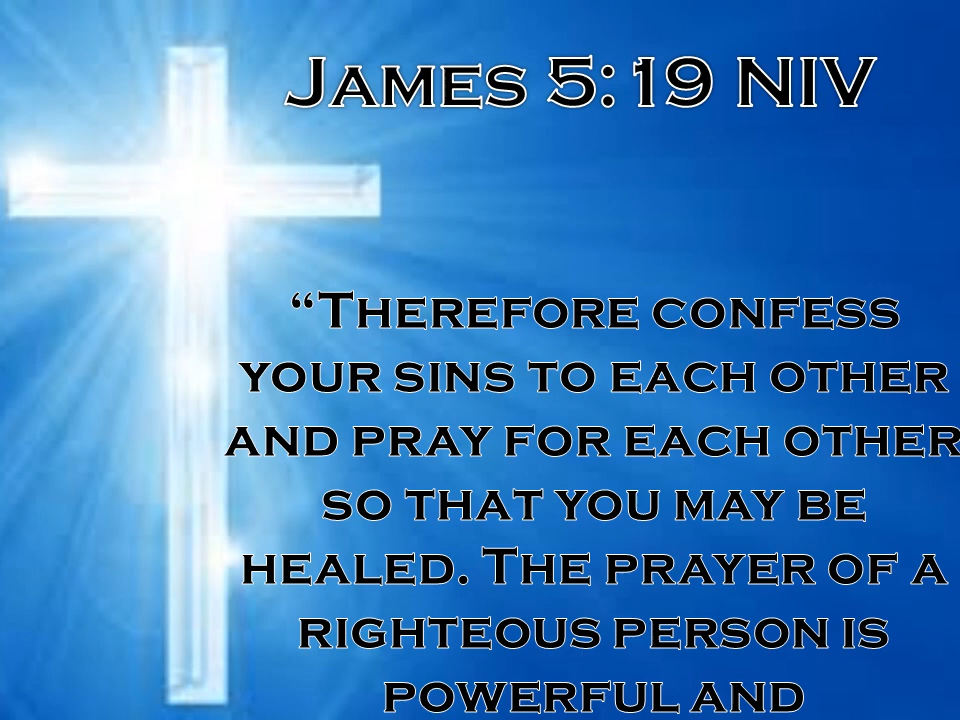 James 5:19 NIV
“Therefore confess
your sins to each other
and pray for each other
so that you may be
healed. The prayer of a
righteous person is
powerful and